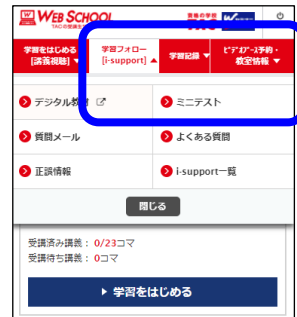 WEB SCHOOL
TACの受講生
資格の学校
TAC
学習をはじめる
[講義視聴] ▼
学習フォロー
[i-support] ▲
学習記録 ▼
ビデオブース予約・
教室情報 ▼
デジタル教材
ミニテスト
質問メール
よくある質問
正誤情報
i-support一覧
閉じる
受講済み講義： 0/23コマ
受講待ち講義： 0コマ
学習をはじめる